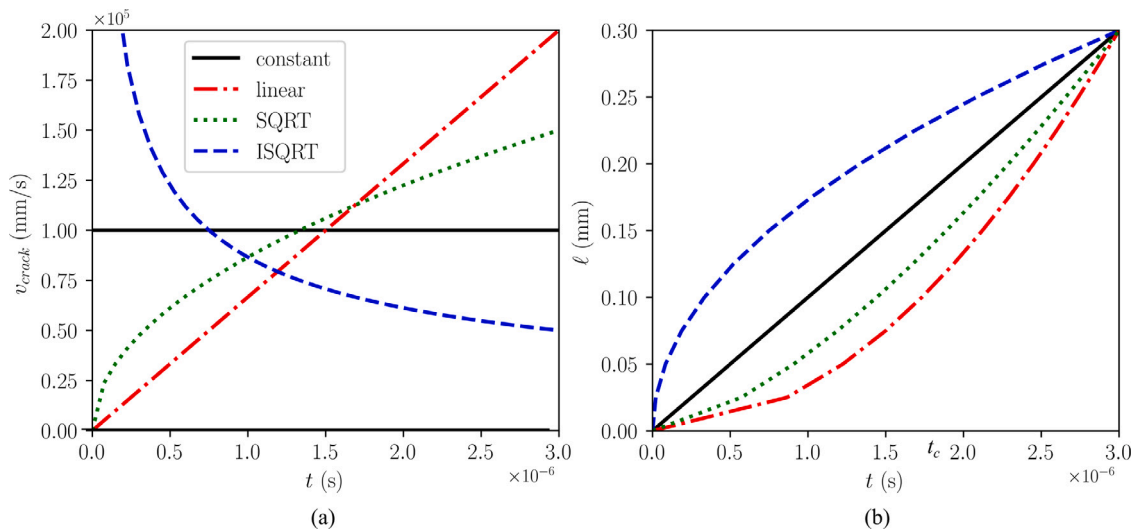 ×10⁵
2.00
1.75
1.50
1.25
1.00
0.75
0.50
0.25
0.00
v_crack (mm/s)
constant
linear
SQRT
ISQRT
0.0 0.5 1.0 1.5 2.0 2.5 3.0
t (s)
×10⁻⁶
(a)
0.30
0.25
0.20
0.15
0.10
0.05
0.00
ℓ (mm)
0.0 0.5 1.0 1.5 t_c 2.0 2.5 3.0
t (s)
×10⁻⁶
(b)